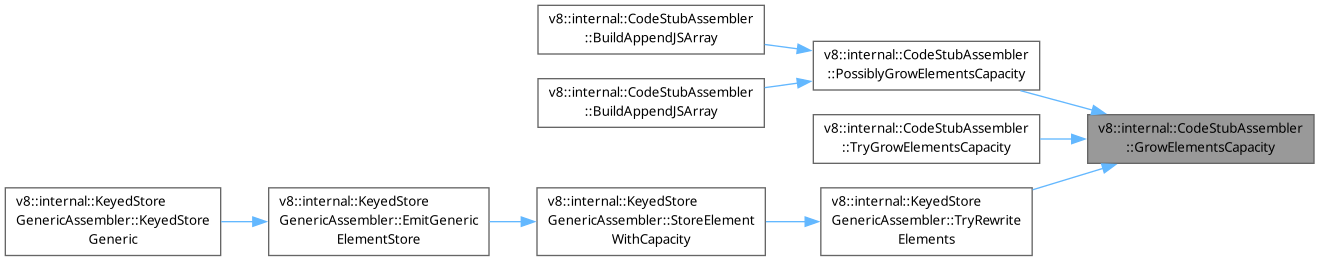 v8::internal::CodeStubAssembler
::BuildAppendJSArray
v8::internal::CodeStubAssembler
::PossiblyGrowElementsCapacity
v8::internal::CodeStubAssembler
::BuildAppendJSArray
v8::internal::CodeStubAssembler
::TryGrowElementsCapacity
v8::internal::CodeStubAssembler
::GrowElementsCapacity
v8::internal::KeyedStore
GenericAssembler::KeyedStore
Generic
v8::internal::KeyedStore
GenericAssembler::EmitGeneric
ElementStore
v8::internal::KeyedStore
GenericAssembler::StoreElement
WithCapacity
v8::internal::KeyedStore
GenericAssembler::TryRewrite
Elements